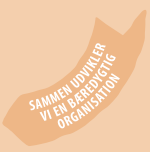 SAMMEN UDVIKLER
VI EN BÆREDYGTIG
ORGANISATION